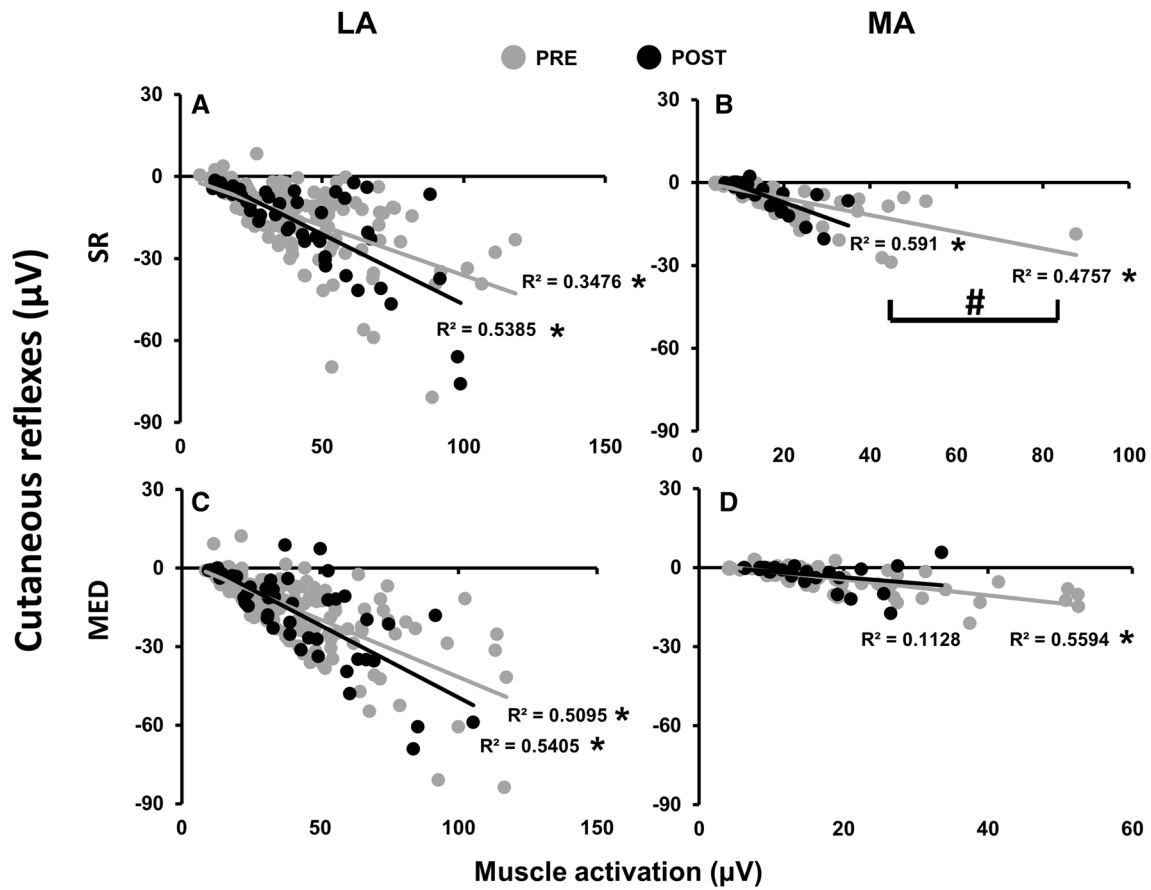 LA
MA
PRE
POST
Cutaneous reflexes (µV)
SR
A
30
0
-30
-60
-90
0
50
100
150
R² = 0.3476 *
R² = 0.5385 *
B
30
0
-30
-60
-90
0
20
40
60
80
100
R² = 0.591 *
R² = 0.4757 *
#
MED
C
30
0
-30
-60
-90
0
50
100
150
R² = 0.5095 *
R² = 0.5405 *
D
30
0
-30
-60
-90
0
20
40
60
R² = 0.1128
R² = 0.5594 *
Muscle activation (µV)